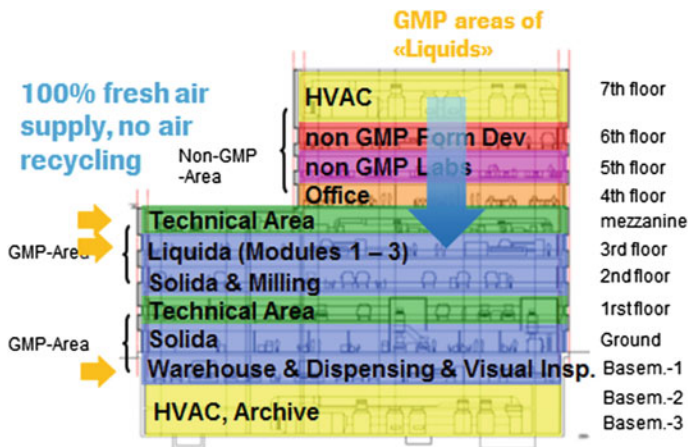 GMP areas of
«Liquids»
100% fresh air
supply, no air
recycling
HVAC
7th floor
non GMP Form Dev
6th floor
Non-GMP
-Area
non GMP Labs
5th floor
Office
4th floor
Technical Area
mezzanine
GMP-Area
Liquida (Modules 1 – 3)
3rd floor
Solida & Milling
2nd floor
Technical Area
1rst floor
GMP-Area
Solida
Ground
Warehouse & Dispensing & Visual Insp.
Basem.-1
HVAC, Archive
Basem.-2
Basem.-3